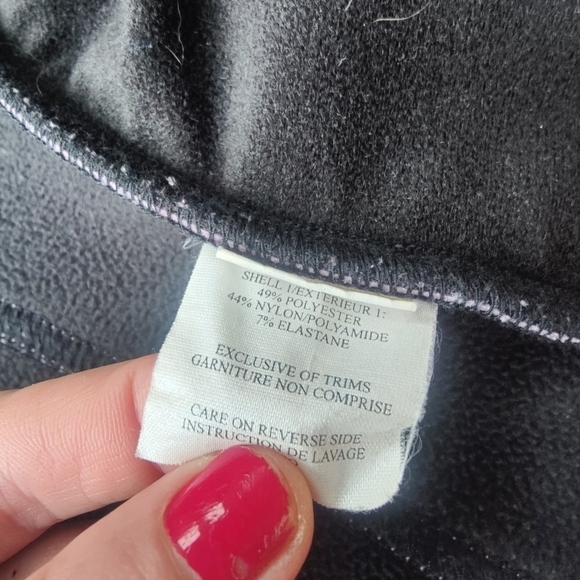 SHELL 1/EXTERIEUR 1:
49% POLYESTER
44% NYLON/POLYAMIDE
7% ELASTANE
EXCLUSIVE OF TRIMS
GARNITURE NON COMPRISE
CARE ON REVERSE SIDE
INSTRUCTION DE LAVAGE